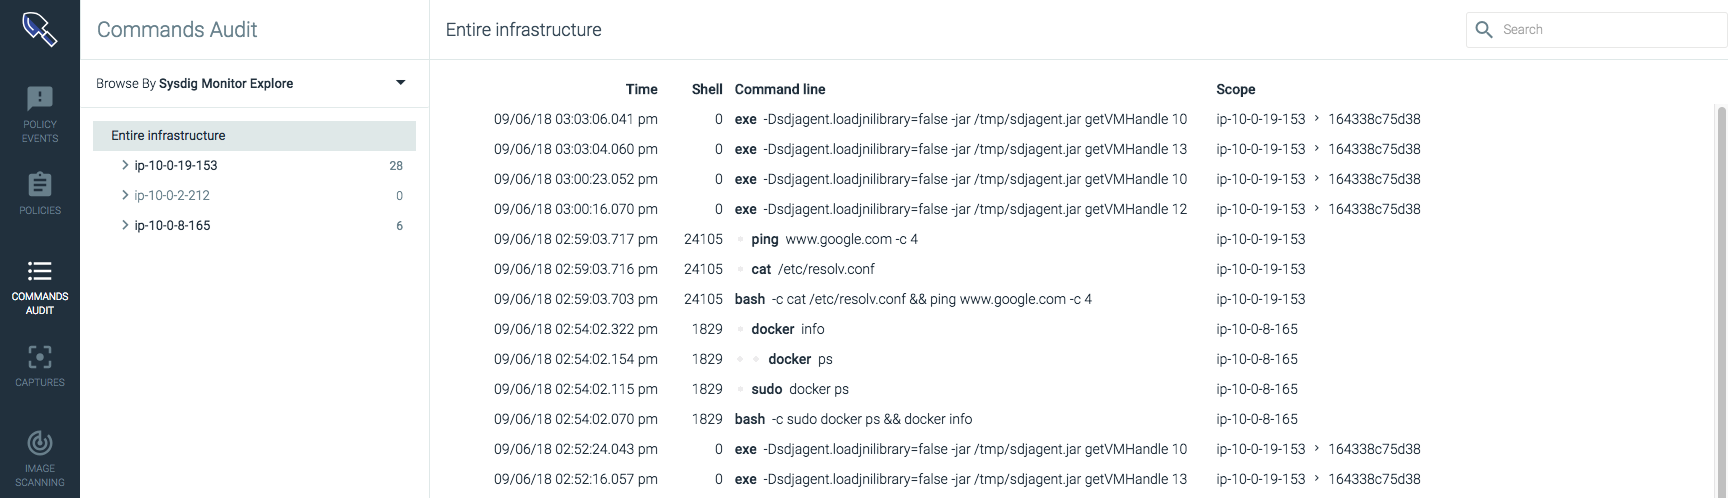 Commands Audit
Entire infrastructure
Search
Browse By Sysdig Monitor Explore
Entire infrastructure
ip-10-0-19-153 28
ip-10-0-2-212 0
ip-10-0-8-165 6
POLICY
EVENTS
POLICIES
COMMANDS
AUDIT
CAPTURES
IMAGE
SCANNING
Time Shell Command line Scope
09/06/18 03:03:06.041 pm 0 exe -Dsdjagent.loadjnilibrary=false -jar /tmp/sdjagent.jar getVMHandle 10 ip-10-0-19-153 > 164338c75d38
09/06/18 03:03:04.060 pm 0 exe -Dsdjagent.loadjnilibrary=false -jar /tmp/sdjagent.jar getVMHandle 13 ip-10-0-19-153 > 164338c75d38
09/06/18 03:00:23.052 pm 0 exe -Dsdjagent.loadjnilibrary=false -jar /tmp/sdjagent.jar getVMHandle 10 ip-10-0-19-153 > 164338c75d38
09/06/18 03:00:16.070 pm 0 exe -Dsdjagent.loadjnilibrary=false -jar /tmp/sdjagent.jar getVMHandle 12 ip-10-0-19-153 > 164338c75d38
09/06/18 02:59:03.717 pm 24105 ping www.google.com -c 4 ip-10-0-19-153
09/06/18 02:59:03.716 pm 24105 cat /etc/resolv.conf ip-10-0-19-153
09/06/18 02:59:03.703 pm 24105 bash -c cat /etc/resolv.conf && ping www.google.com -c 4 ip-10-0-19-153
09/06/18 02:54:02.322 pm 1829 docker info ip-10-0-8-165
09/06/18 02:54:02.154 pm 1829 docker ps ip-10-0-8-165
09/06/18 02:54:02.115 pm 1829 sudo docker ps ip-10-0-8-165
09/06/18 02:54:02.070 pm 1829 bash -c sudo docker ps && docker info ip-10-0-8-165
09/06/18 02:52:24.043 pm 0 exe -Dsdjagent.loadjnilibrary=false -jar /tmp/sdjagent.jar getVMHandle 10 ip-10-0-19-153 > 164338c75d38
09/06/18 02:52:16.057 pm 0 exe -Dsdjagent.loadjnilibrary=false -jar /tmp/sdjagent.jar getVMHandle 13 ip-10-0-19-153 > 164338c75d38